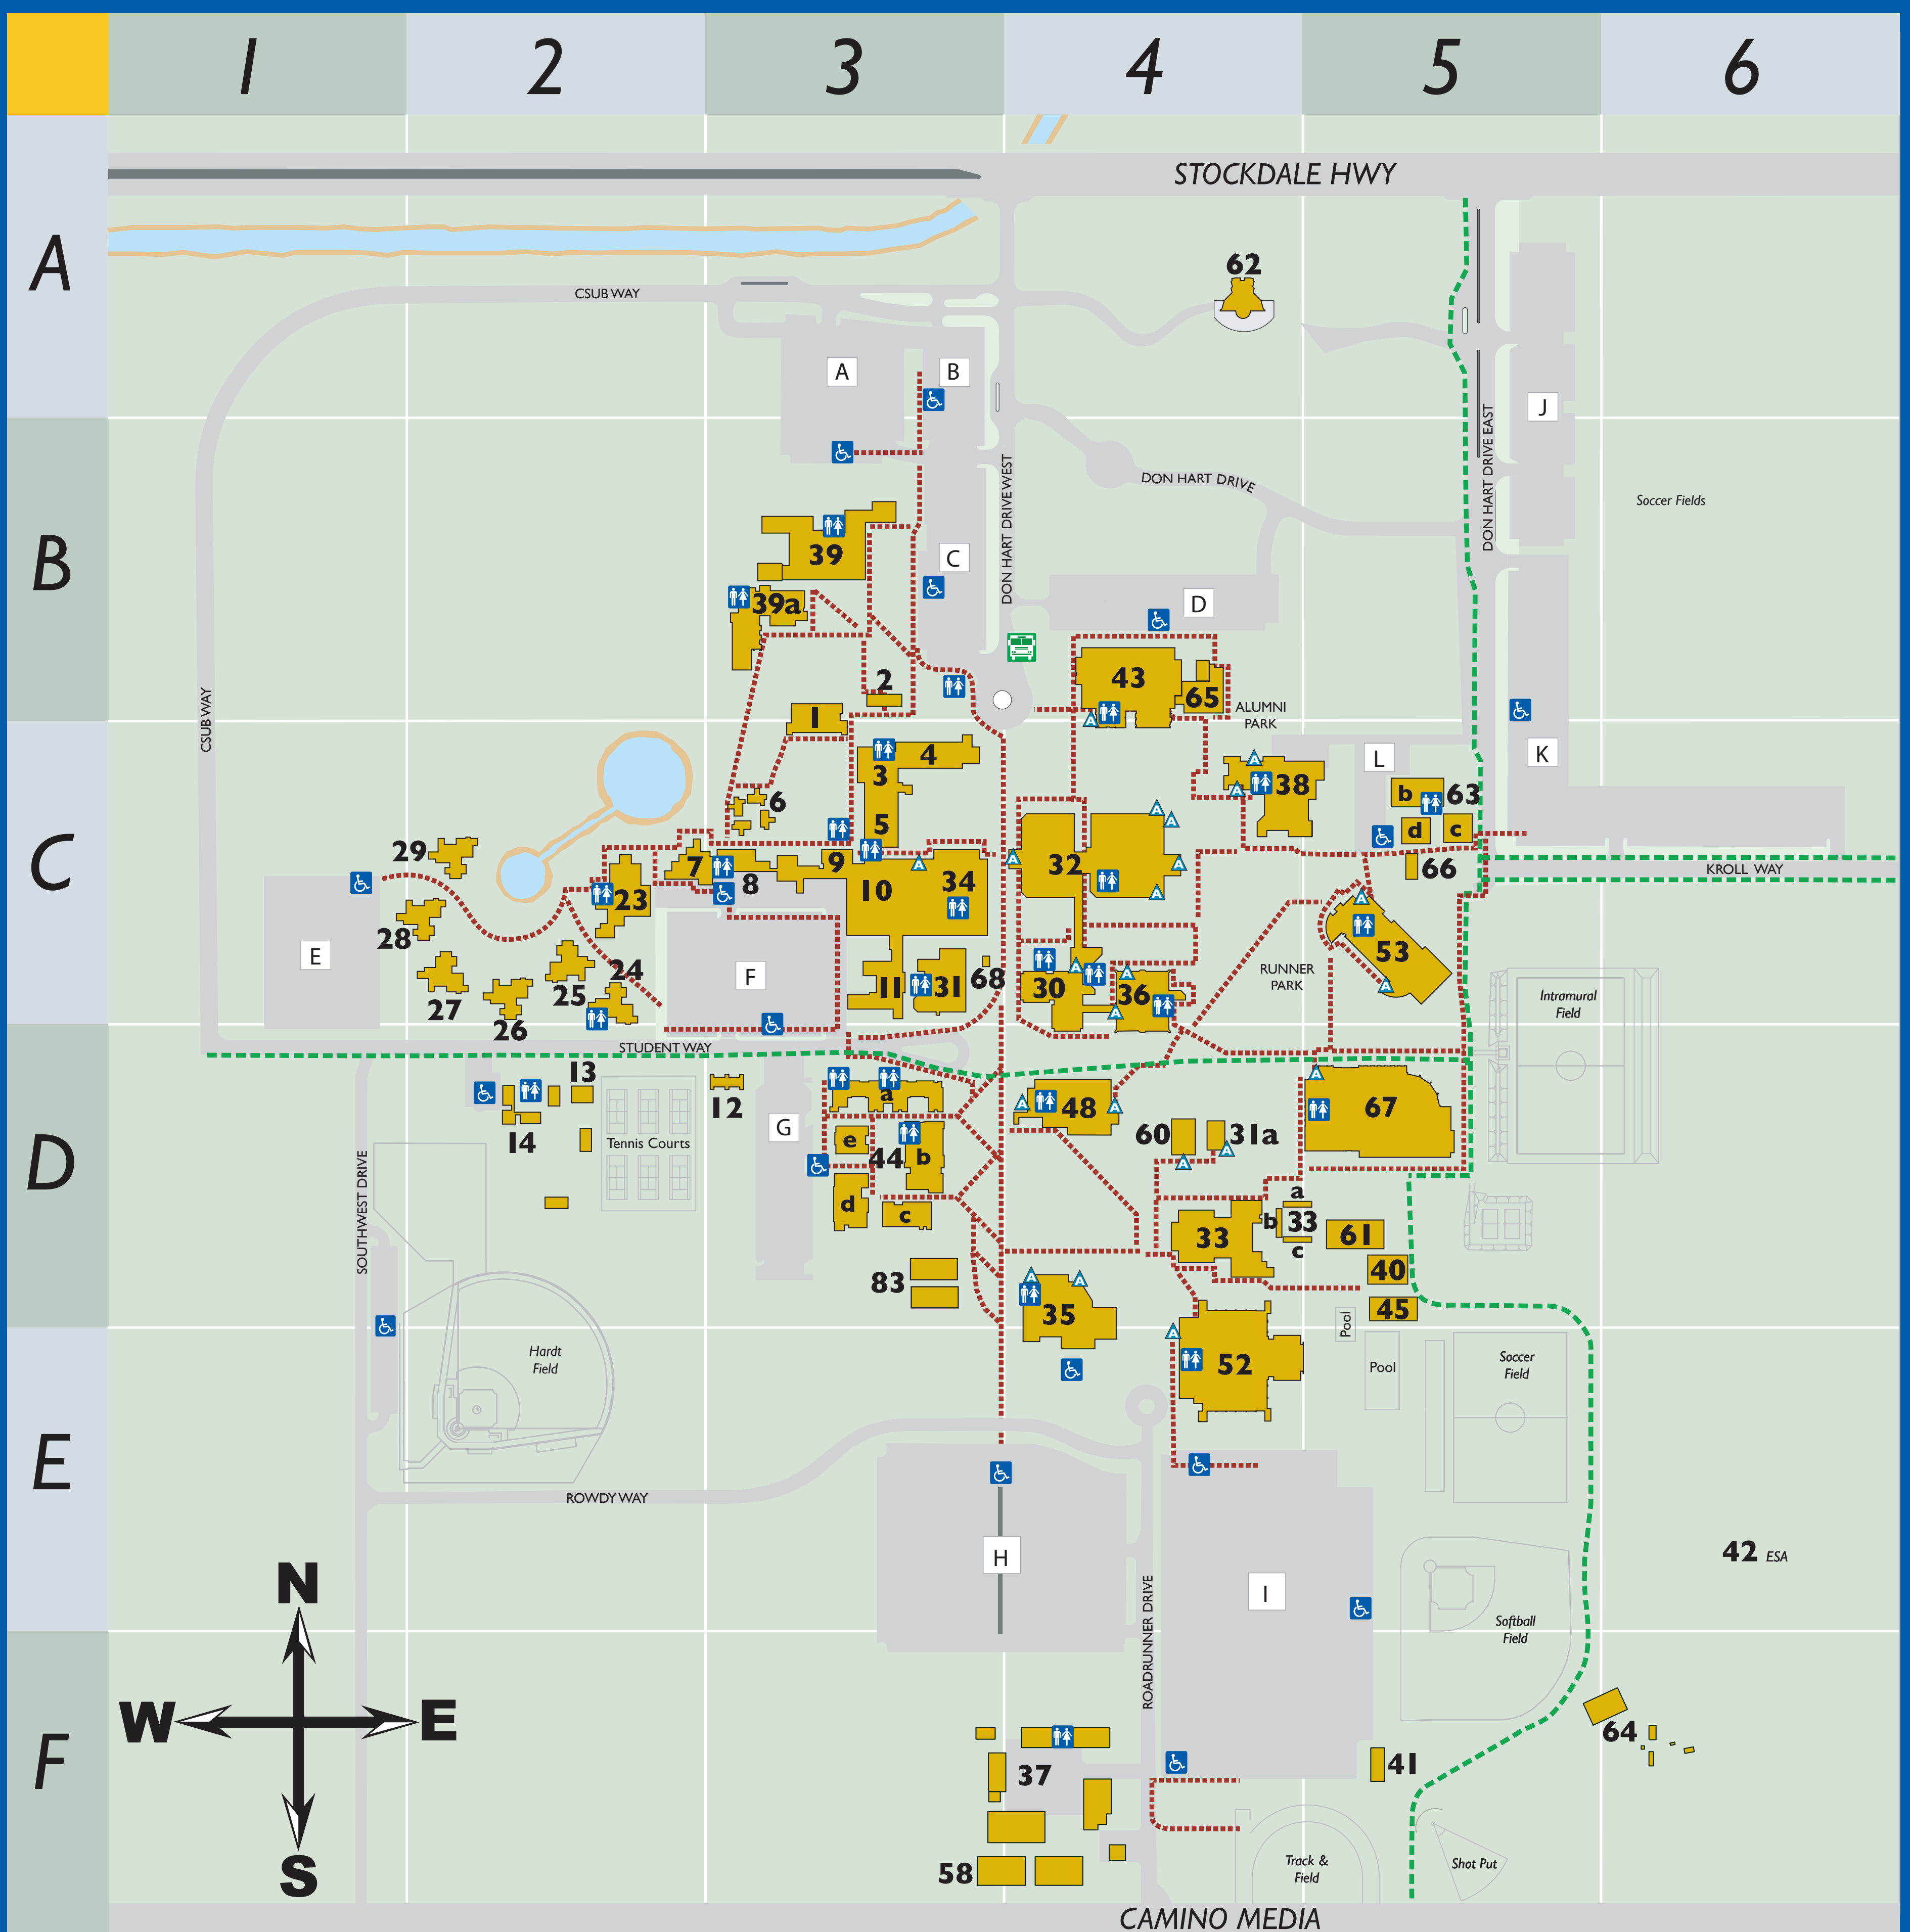 1 2 3 4 5 6
A
STOCKDALE HWY
62
CSUB WAY
A
B
J
DON HART DRIVE EAST
B
DON HART DRIVE WEST
DON HART DRIVE
Soccer Fields
39
C
39a
D
2
43
65
1
ALUMNI
PARK
CSUB WAY
C
4
3
L
K
38
b
63
6
5
d
c
29
7
9
32
66
KROLL WAY
8
10
34
23
28
E
53
24
F
RUNNER
PARK
68
27
25
11
31
30
36
Intramural
Field
26
STUDENT WAY
D
13
a
12
48
67
G
14
Tennis Courts
e
44
b
60
31a
SOUTHWEST DRIVE
d
c
a
b
33
33
c
61
83
40
35
45
Pool
E
Hardt
Field
52
Pool
Soccer
Field
ROWDY WAY
H
I
ROADRUNNER DRIVE
42 ESA
Softball
Field
N
W
E
S
F
64
37
41
58
Track &
Field
Shot Put
CAMINO MEDIA